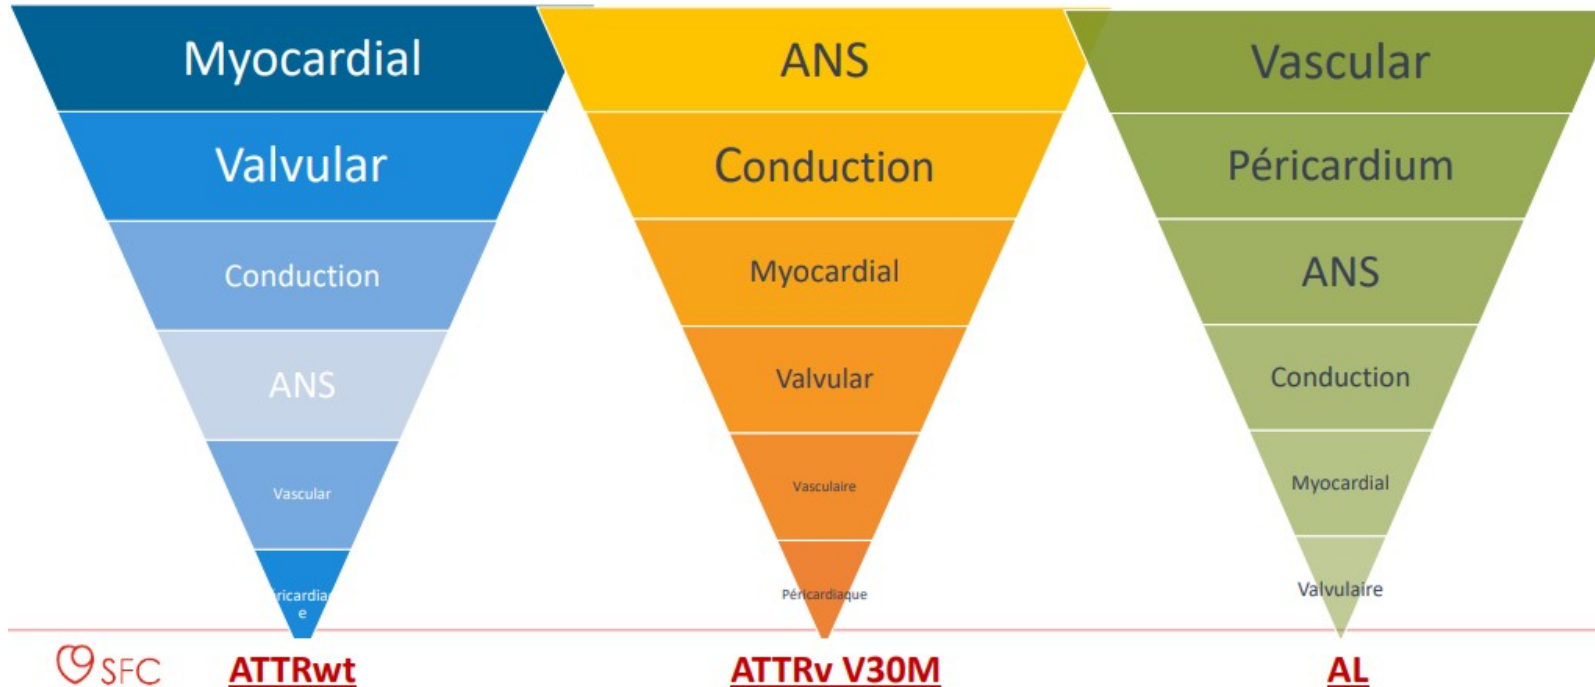 Myocardial
Valvular
Conduction
ANS
Vascular
éricardiaq
e
ANS
Conduction
Myocardial
Valvular
Vasculaire
Péricardiaque
Vascular
Péricardium
ANS
Conduction
Myocardial
Valvulaire
SFC
ATTRwt
ATTRv V30M
AL